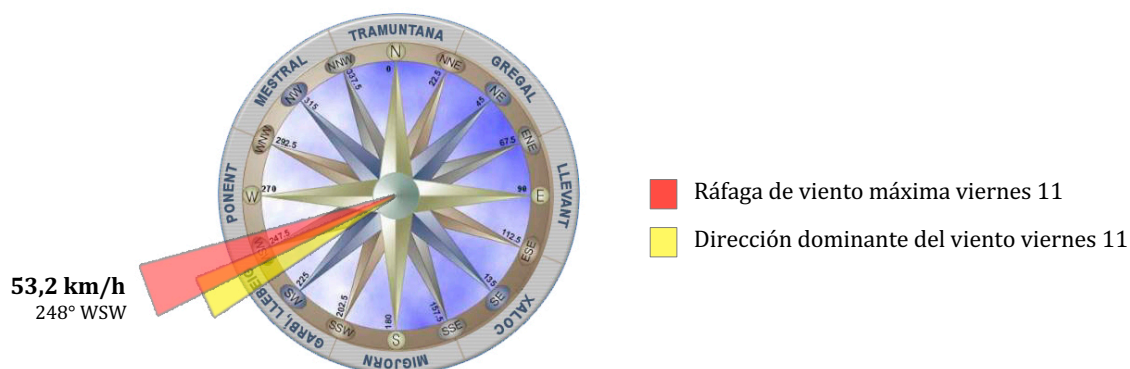 TRAMUNTANA
MESTRAL
GREGAL
N
NNW
NNE
337.5
0
22.5
NW
315
45
NE
WNW
292.5
67.5
ENE
PONENT
W
270
90
E
LLEVANT
247.5
112.5
ESE
225
135
SW
SE
GARBÍ, LLEBEIG
XALOC
202.5
180
157.5
SSW
S
SSE
MIGJORN
53,2 km/h
248° WSW
Ráfaga de viento máxima viernes 11
Dirección dominante del viento viernes 11